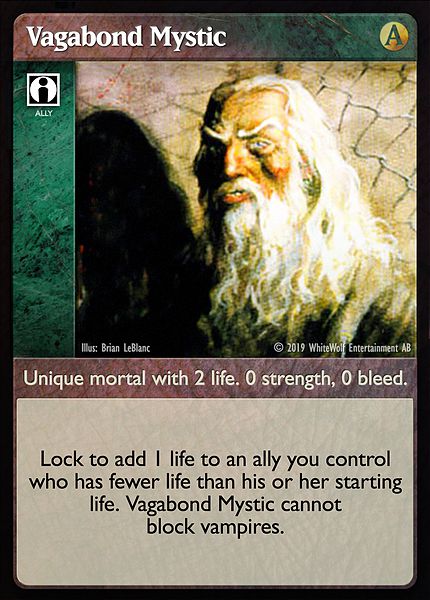 Vagabond Mystic
A
ALLY
Illus: Brian LeBlanc
© 2019 WhiteWolf Entertainment AB
Unique mortal with 2 life. 0 strength, 0 bleed.
Lock to add 1 life to an ally you control
who has fewer life than his or her starting
life. Vagabond Mystic cannot
block vampires.